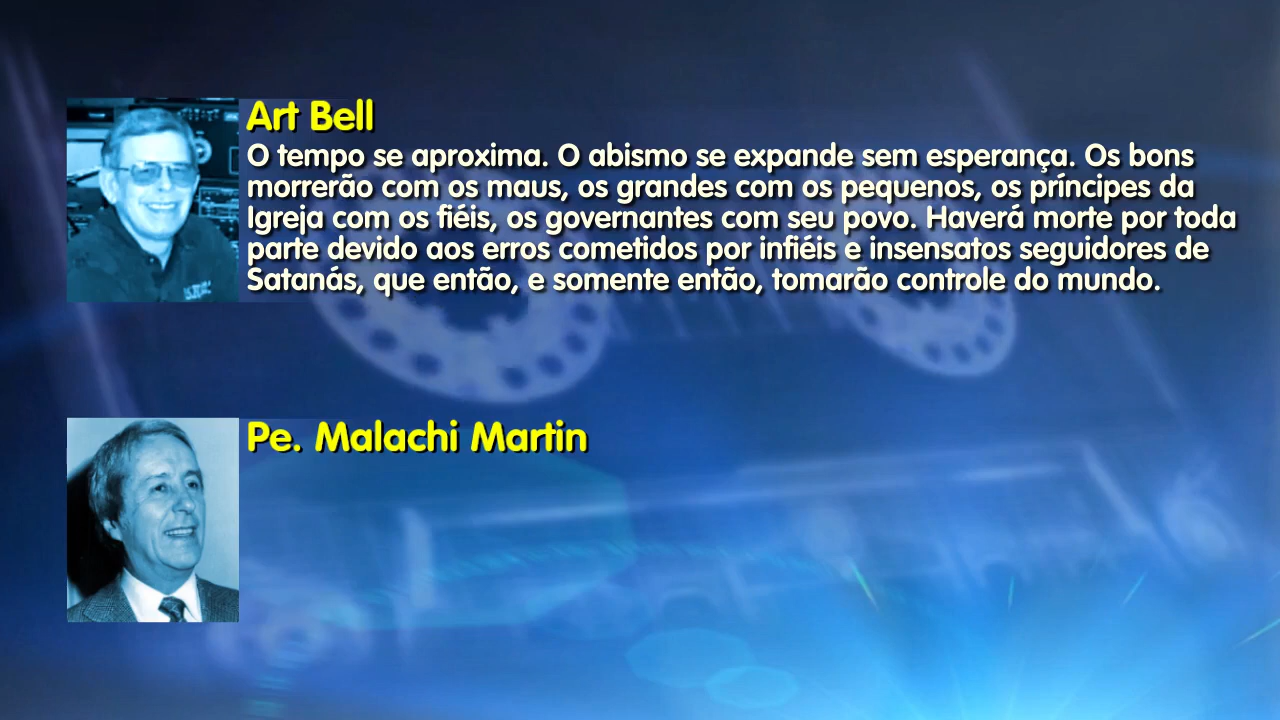 Art Bell
O tempo se aproxima. O abismo se expande sem esperança. Os bons
morrerão com os maus, os grandes com os pequenos, os príncipes da
Igreja com os fiéis, os governantes com seu povo. Haverá morte por toda
parte devido aos erros cometidos por infiéis e insensatos seguidores de
Satanás, que então, e somente então, tomarão controle do mundo.
Pe. Malachi Martin